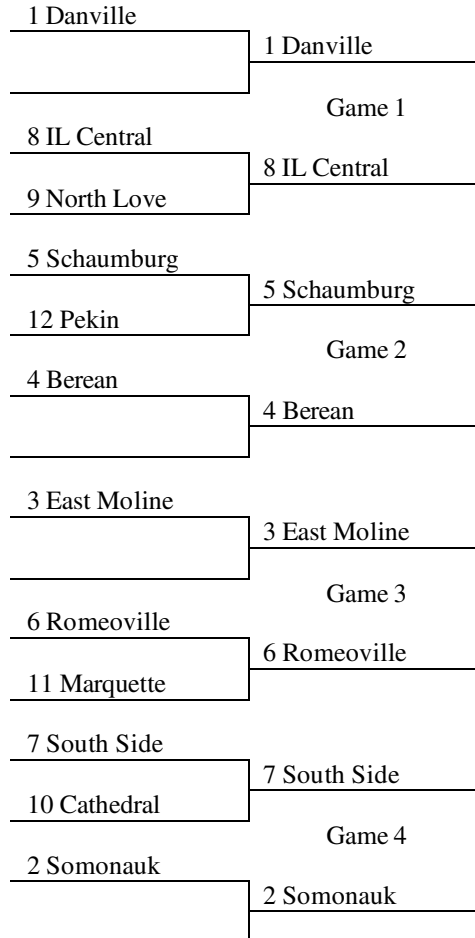 1 Danville
1 Danville
Game 1
8 IL Central
8 IL Central
9 North Love
5 Schaumburg
5 Schaumburg
12 Pekin
Game 2
4 Berean
4 Berean
3 East Moline
3 East Moline
Game 3
6 Romeoville
6 Romeoville
11 Marquette
7 South Side
7 South Side
10 Cathedral
Game 4
2 Somonauk
2 Somonauk